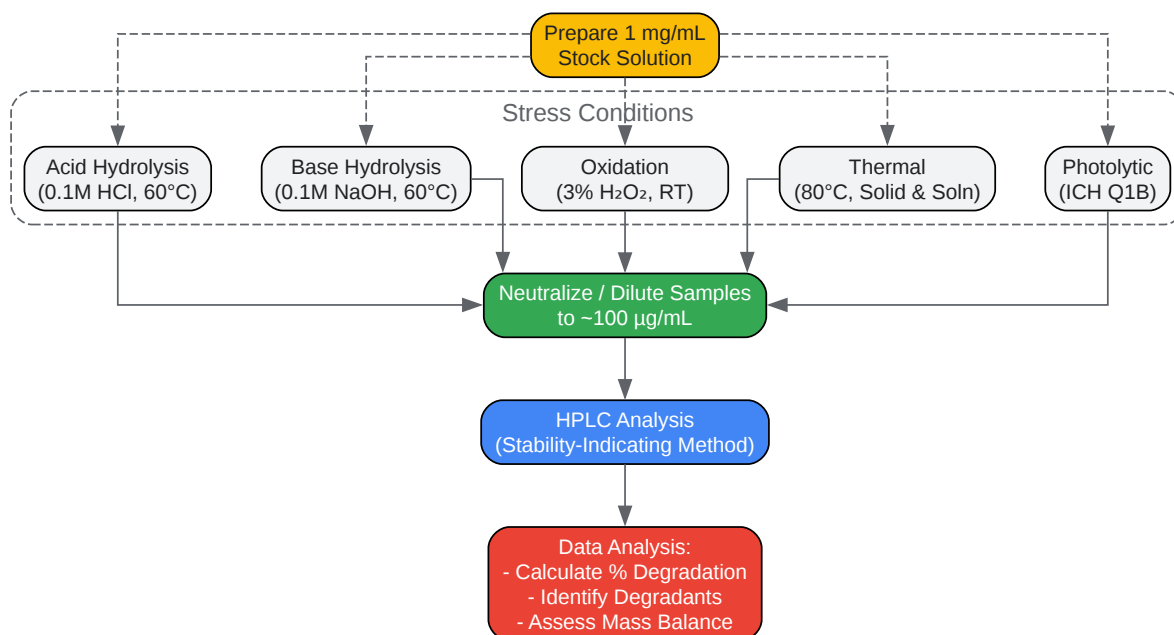 Prepare 1 mg/mL
Stock Solution
Stress Conditions
Acid Hydrolysis
(0.1M HCl, 60°C)
Base Hydrolysis
(0.1M NaOH, 60°C)
Oxidation
(3% H₂O₂, RT)
Thermal
(80°C, Solid & Soln)
Photolytic
(ICH Q1B)
Neutralize / Dilute Samples
to ~100 µg/mL
HPLC Analysis
(Stability-Indicating Method)
Data Analysis:
- Calculate % Degradation
- Identify Degradants
- Assess Mass Balance